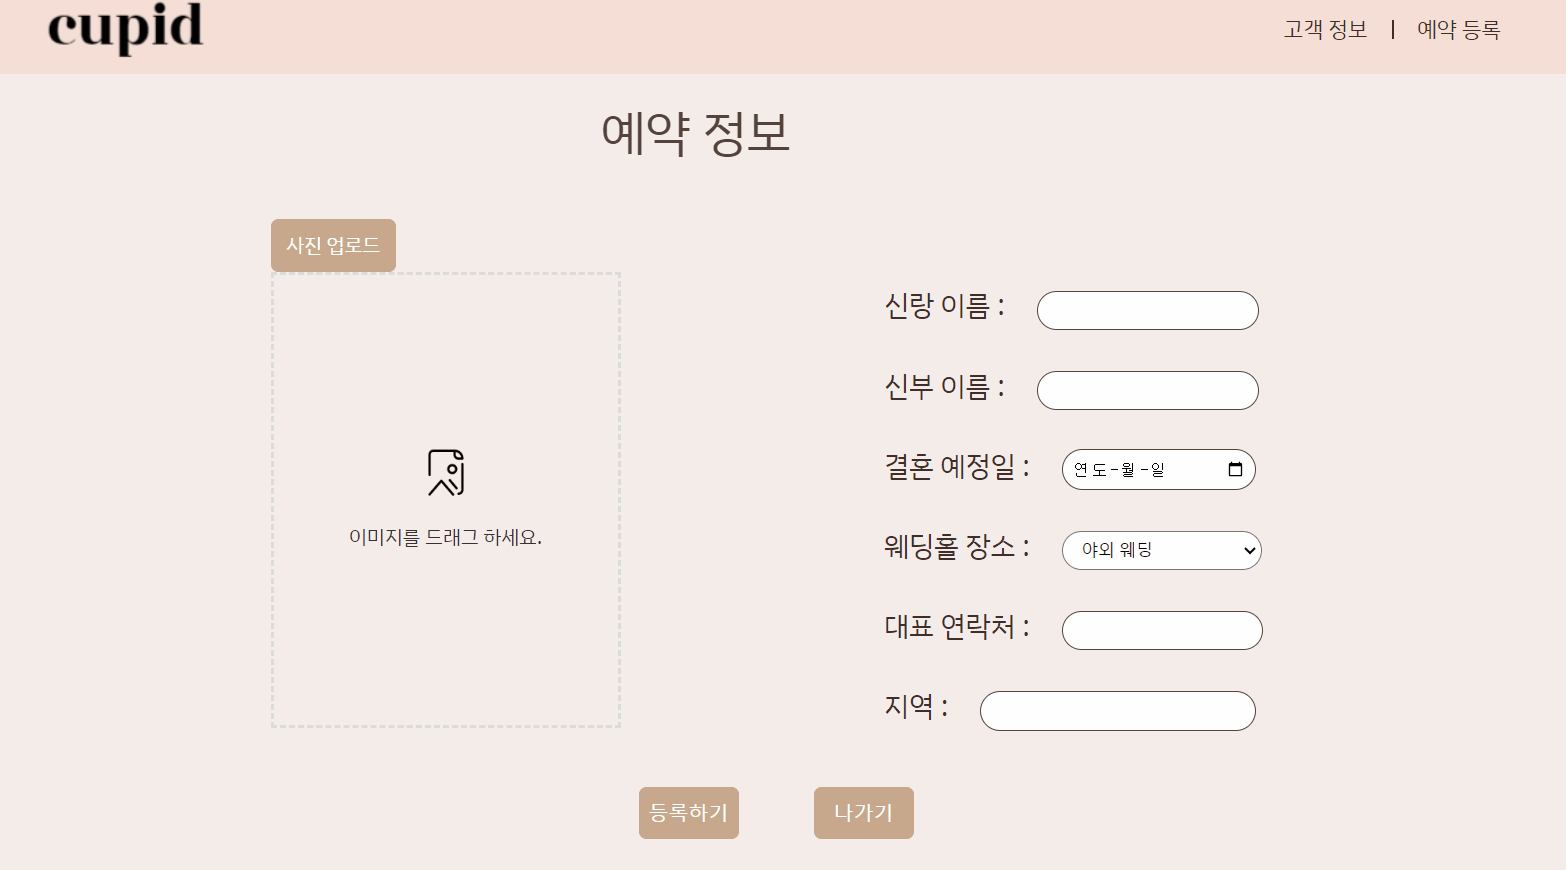 cupid
고객 정보 | 예약 등록
예약 정보
사진 업로드
이미지를 드래그 하세요.
신랑 이름 :
신부 이름 :
결혼 예정일 : 연도-월-일
웨딩홀 장소 : 야외 웨딩
대표 연락처 :
지역 :
등록하기 나가기